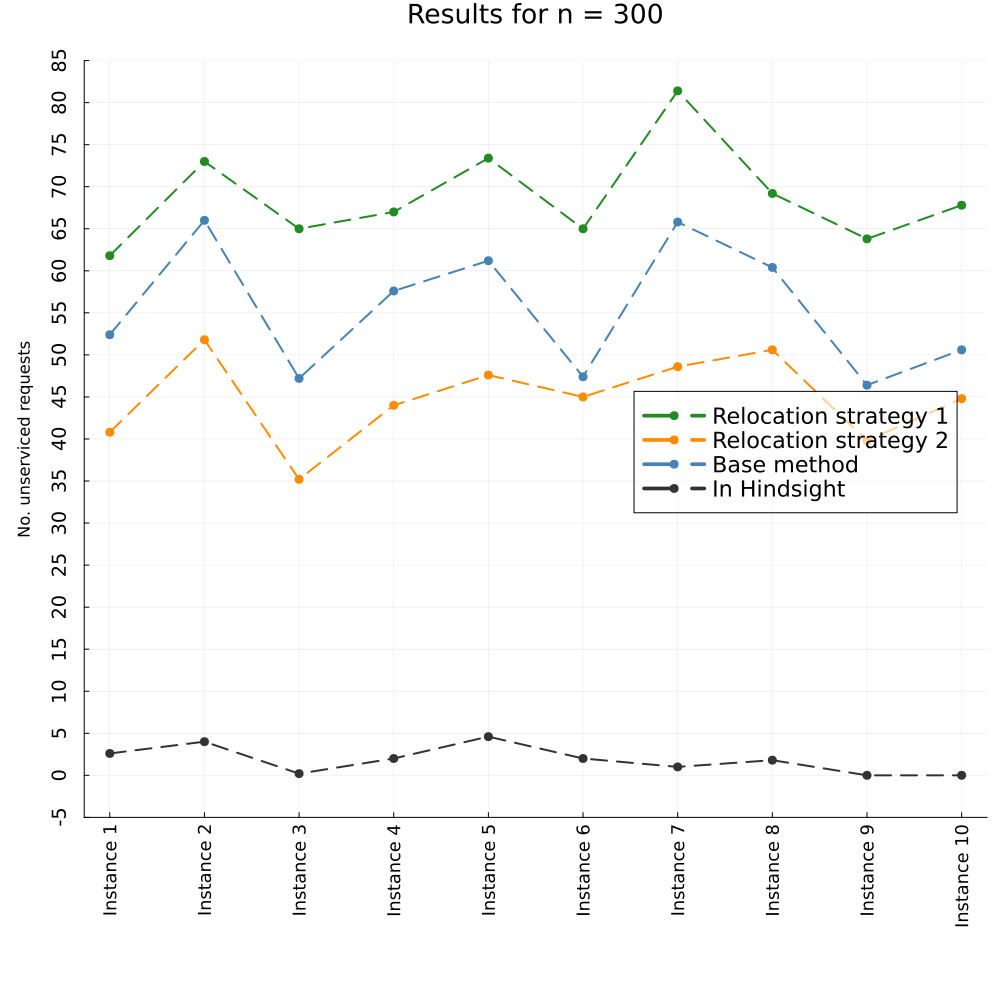 Results for n = 300
No. unserviced requests
85
80
75
70
65
60
55
50
45
40
35
30
25
20
15
10
5
0
-5
Relocation strategy 1
Relocation strategy 2
Base method
In Hindsight
Instance 1
Instance 2
Instance 3
Instance 4
Instance 5
Instance 6
Instance 7
Instance 8
Instance 9
Instance 10